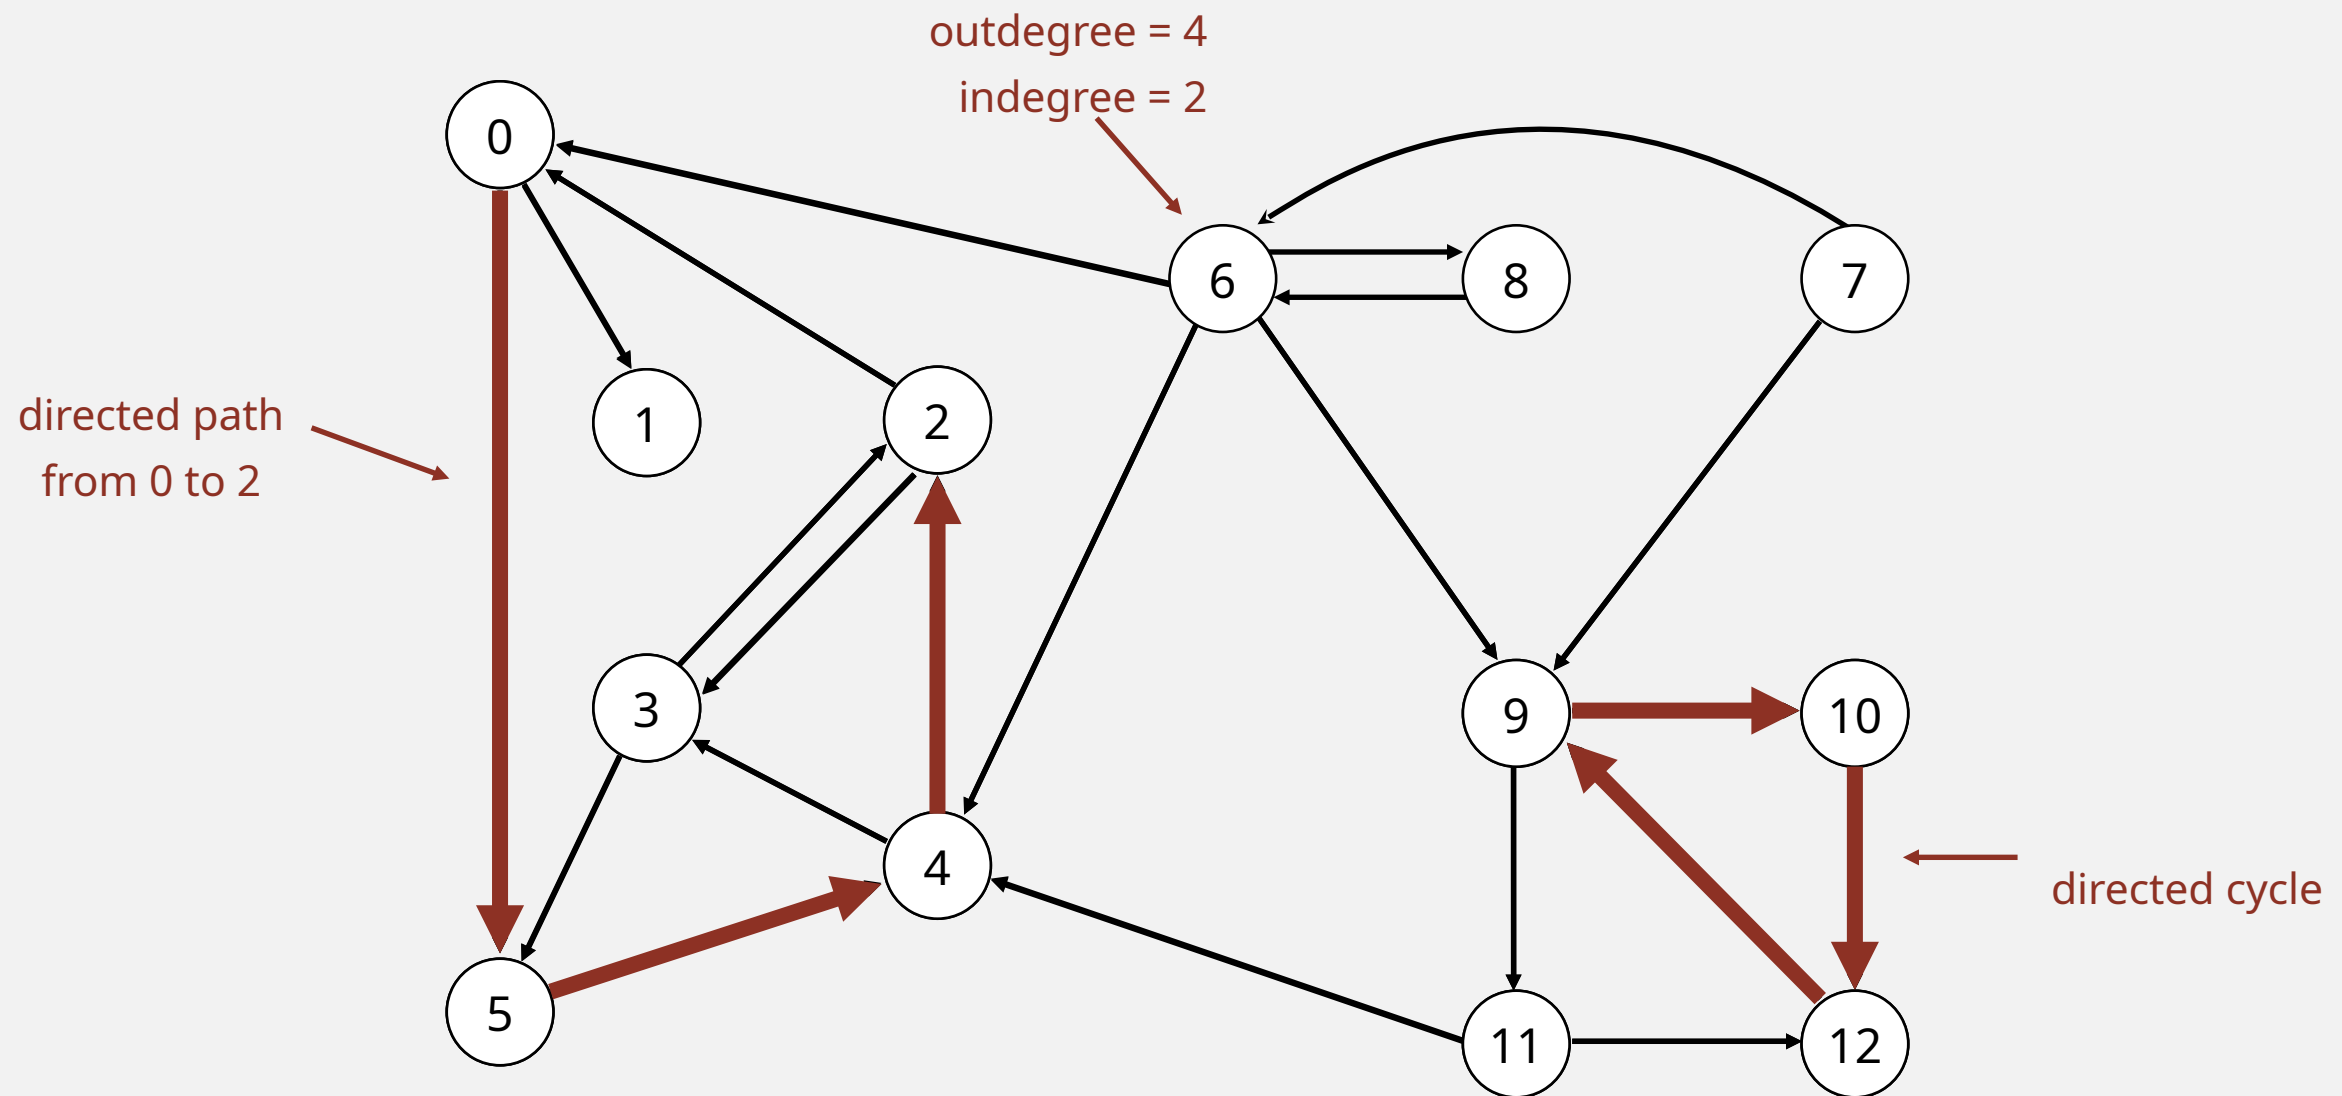 outdegree = 4
indegree = 2
0
6
8
7
directed path
from 0 to 2
1
2
3
9
10
4
directed cycle
5
11
12